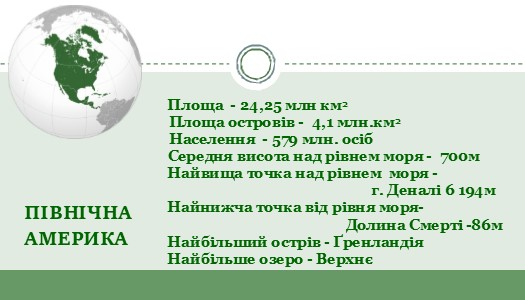 Площа - 24,25 млн км²
Площа островів - 4,1 млн.км²
Населення - 579 млн. осіб
Середня висота над рівнем моря - 700м
Найвища точка над рівнем моря -
г. Деналі 6 194м
Найнижча точка від рівня моря-
Долина Смерті -86м
Найбільший острів - Ґренландія
Найбільше озеро - Верхнє
ПІВНІЧНА
АМЕРИКА